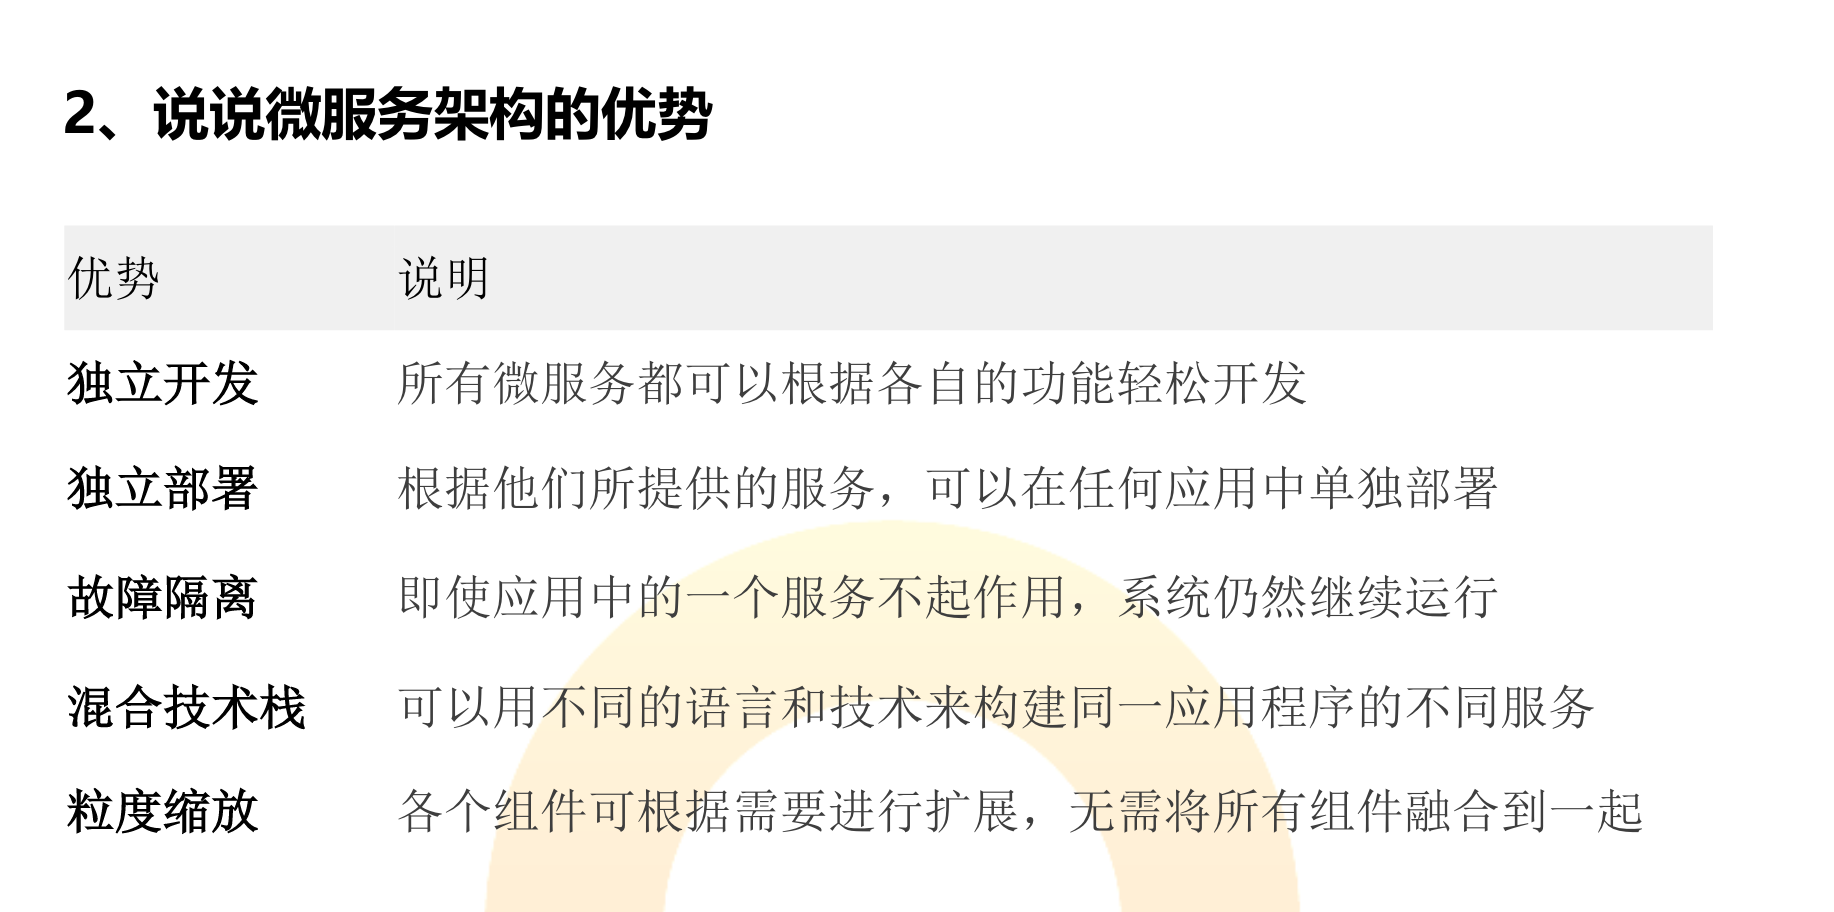 2、说说微服务架构的优势
优势 说明
独立开发 所有微服务都可以根据各自的功能轻松开发
独立部署 根据他们所提供的服务，可以在任何应用中单独部署
故障隔离 即使应用中的一个服务不起作用，系统仍然继续运行
混合技术栈 可以用不同的语言和技术来构建同一应用程序的不同服务
粒度缩放 各个组件可根据需要进行扩展，无需将所有组件融合到一起